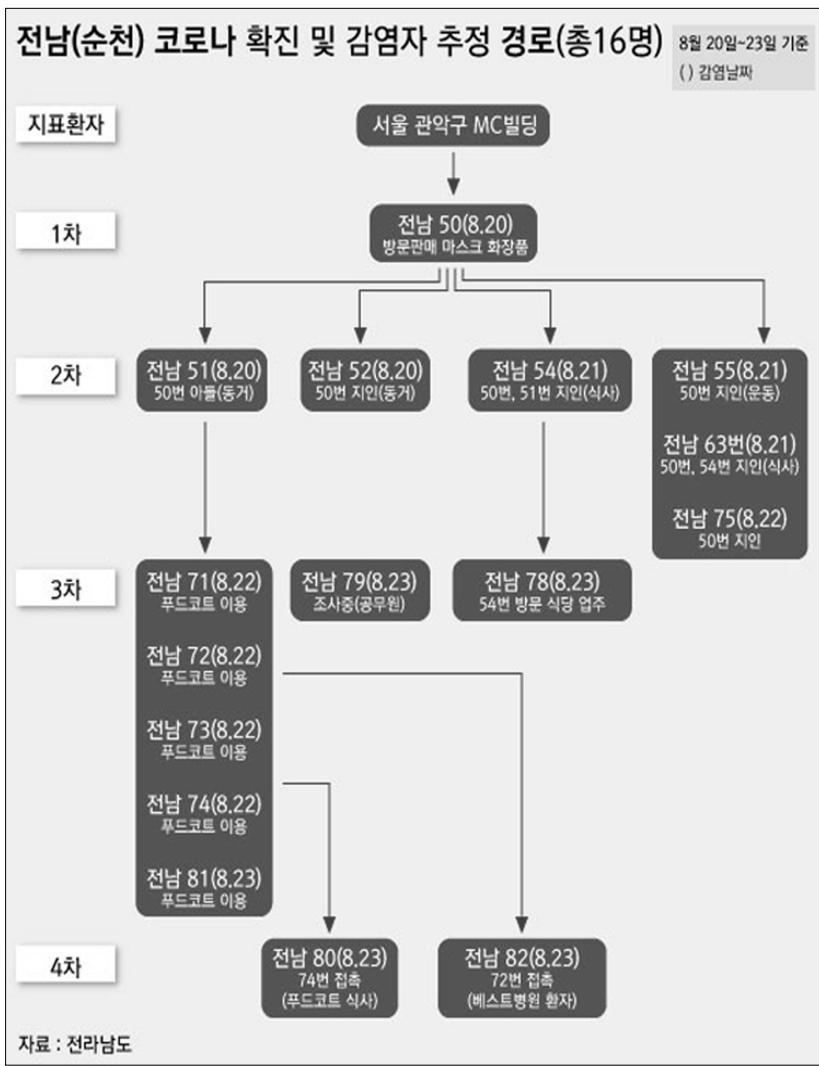 전남(순천) 코로나 확진 및 감염자 추정 경로(총16명)
8월 20일~23일 기준
( ) 감염날짜
지표환자
서울 관악구 MC빌딩
1차
전남 50(8.20)
방문판매 마스크 화장품
2차
전남 51(8.20)
50번 아들(동거)
전남 52(8.20)
50번 지인(동거)
전남 54(8.21)
50번, 51번 지인(식사)
전남 55(8.21)
50번 지인(운동)
전남 63번(8.21)
50번, 54번 지인(식사)
전남 75(8.22)
50번 지인
3차
전남 71(8.22)
푸드코트 이용
전남 72(8.22)
푸드코트 이용
전남 73(8.22)
푸드코트 이용
전남 74(8.22)
푸드코트 이용
전남 81(8.23)
푸드코트 이용
전남 79(8.23)
조사중(공무원)
전남 78(8.23)
54번 방문 식당 업주
4차
전남 80(8.23)
74번 접촉
(푸드코트 식사)
전남 82(8.23)
72번 접촉
(베스트병원 환자)
자료 : 전라남도